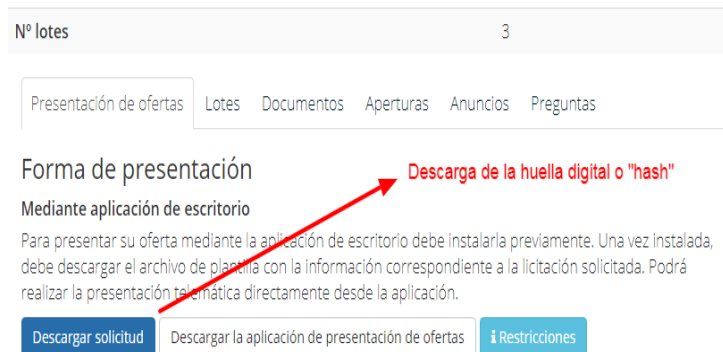 Nº lotes 3
Presentación de ofertas Lotes Documentos Aperturas Anuncios Preguntas
Forma de presentación
Descarga de la huella digital o "hash"
Mediante aplicación de escritorio
Para presentar su oferta mediante la aplicación de escritorio debe instalarla previamente. Una vez instalada,
debe descargar el archivo de plantilla con la información correspondiente a la licitación solicitada. Podrá
realizar la presentación telemática directamente desde la aplicación.
Descargar solicitud Descargar la aplicación de presentación de ofertas i Restricciones